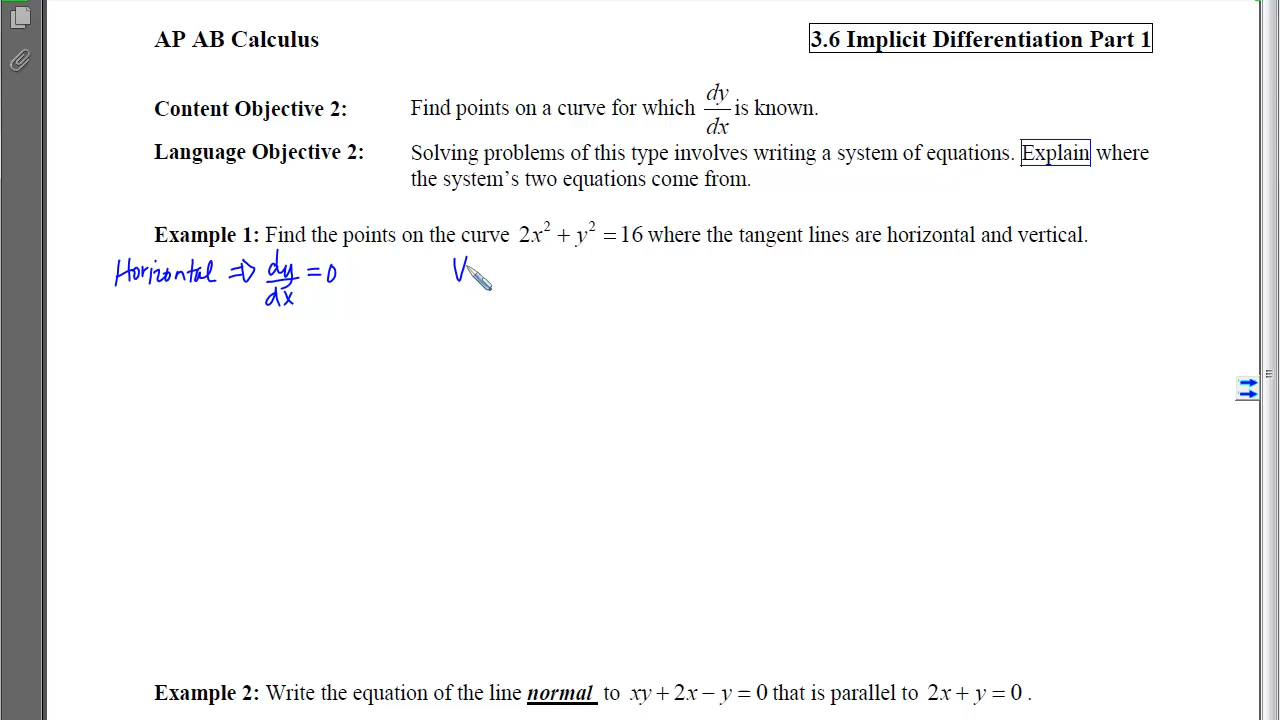 AP AB Calculus 3.6 Implicit Differentiation Part 1
Content Objective 2: Find points on a curve for which dy/dx is known.
Language Objective 2: Solving problems of this type involves writing a system of equations. Explain where
the system's two equations come from.
Example 1: Find the points on the curve 2x² + y² = 16 where the tangent lines are horizontal and vertical.
Horizontal ⇒ dy/dx = 0 V
Example 2: Write the equation of the line normal to xy + 2x − y = 0 that is parallel to 2x + y = 0 .